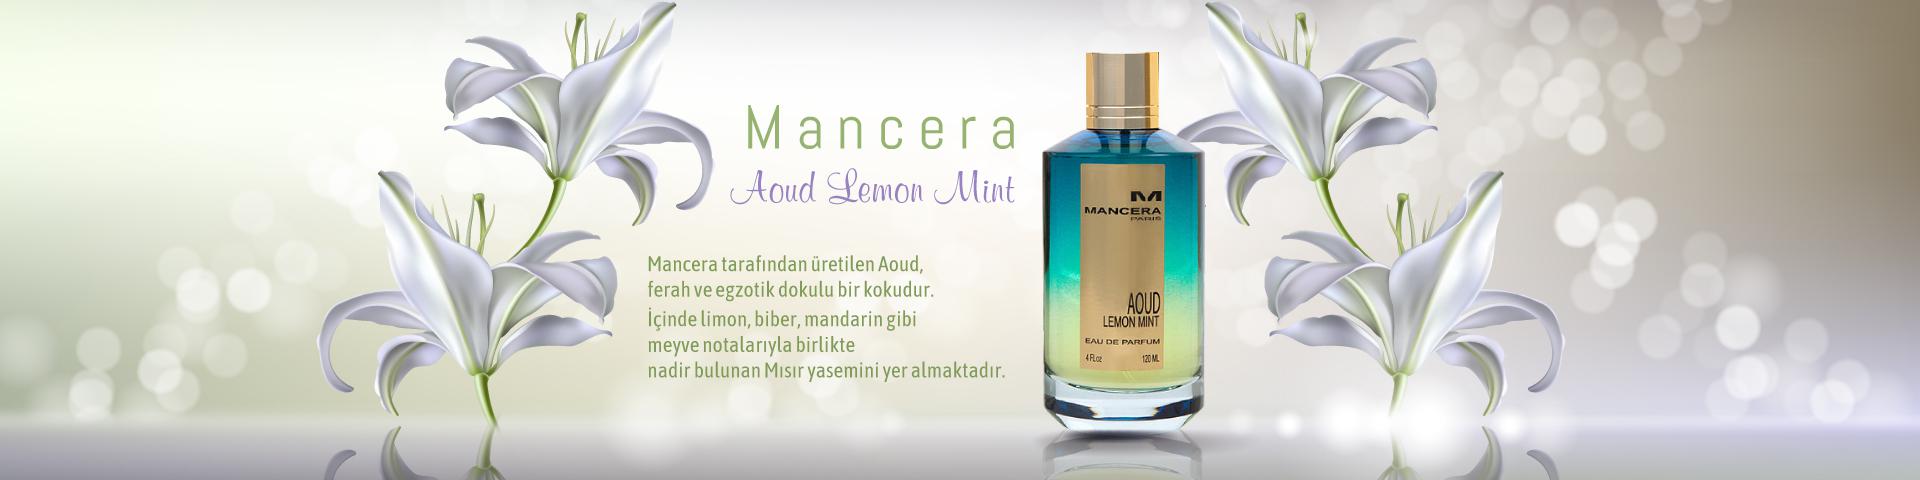 Mancera
Aoud Lemon Mint
Mancera tarafından üretilen Aoud,
ferah ve egzotik dokulu bir kokudur.
İçinde limon, biber, mandarin gibi
meyve notalarıyla birlikte
nadir bulunan Mısır yasemini yer almaktadır.
M
MANCERA
PARIS
AOUD
LEMON MINT
EAU DE PARFUM
4 FL.oz 120 ML